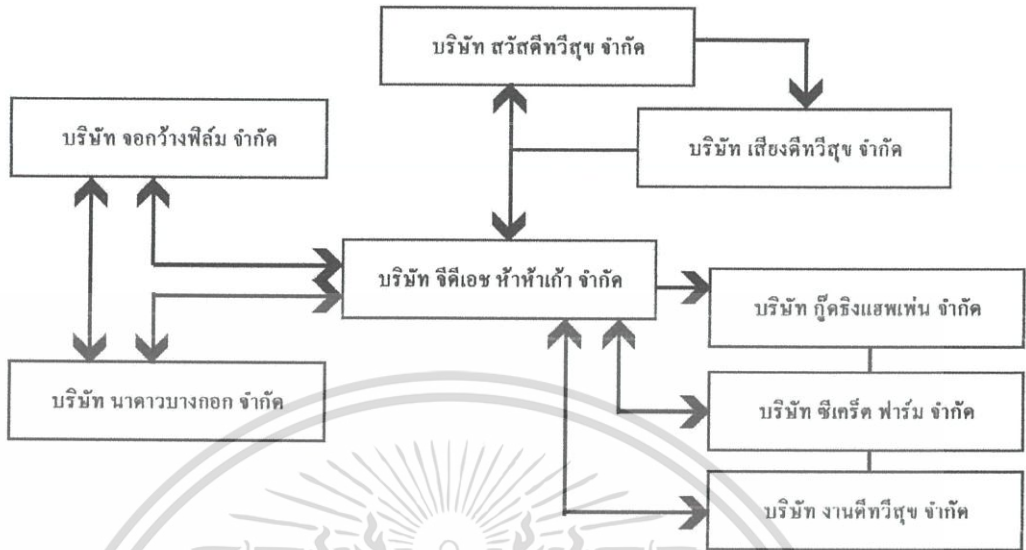 บริษัท สวัสดีทวีสุข จำกัด
บริษัท จอกว้างฟิล์ม จำกัด
บริษัท เสียงดีทวีสุข จำกัด
บริษัท จีดีเอช ห้าห้าเก้า จำกัด
บริษัท กู๊ดธิงแฮพเพ่น จำกัด
บริษัท นาดาวบางกอก จำกัด
บริษัท ซีเคร็ต ฟาร์ม จำกัด
บริษัท งานดีทวีสุข จำกัด